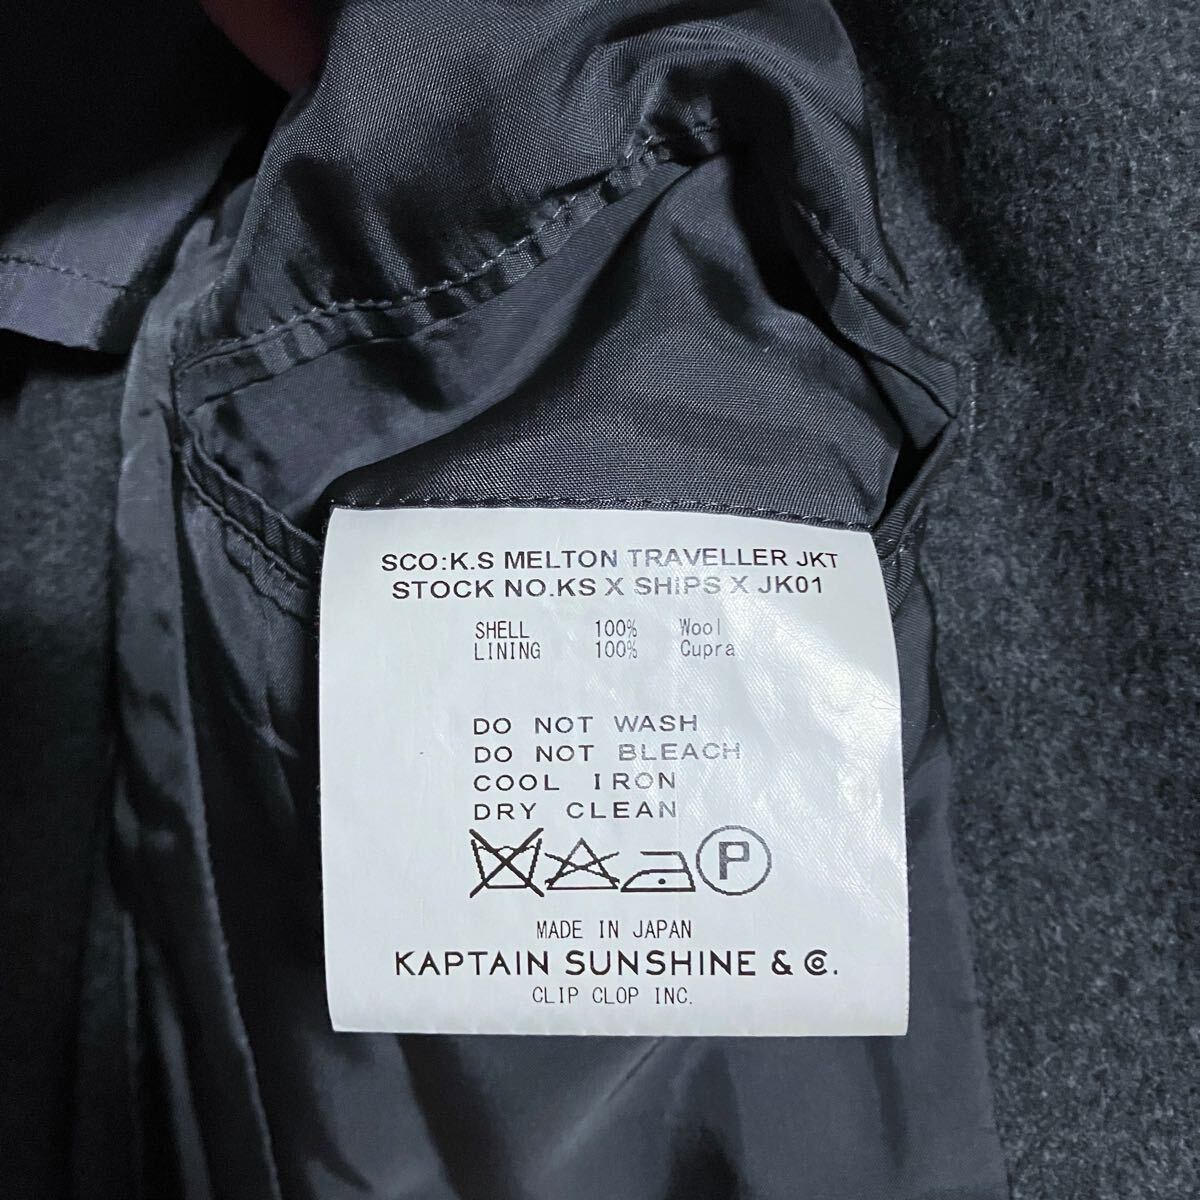 SCO:K.S MELTON TRAVELLER JKT
STOCK NO.KS X SHIPS X JK01
SHELL 100% Wool
LINING 100% Cupra
DO NOT WASH
DO NOT BLEACH
COOL IRON
DRY CLEAN
P
MADE IN JAPAN
KAPTAIN SUNSHINE & Co.
CLIP CLOP INC.